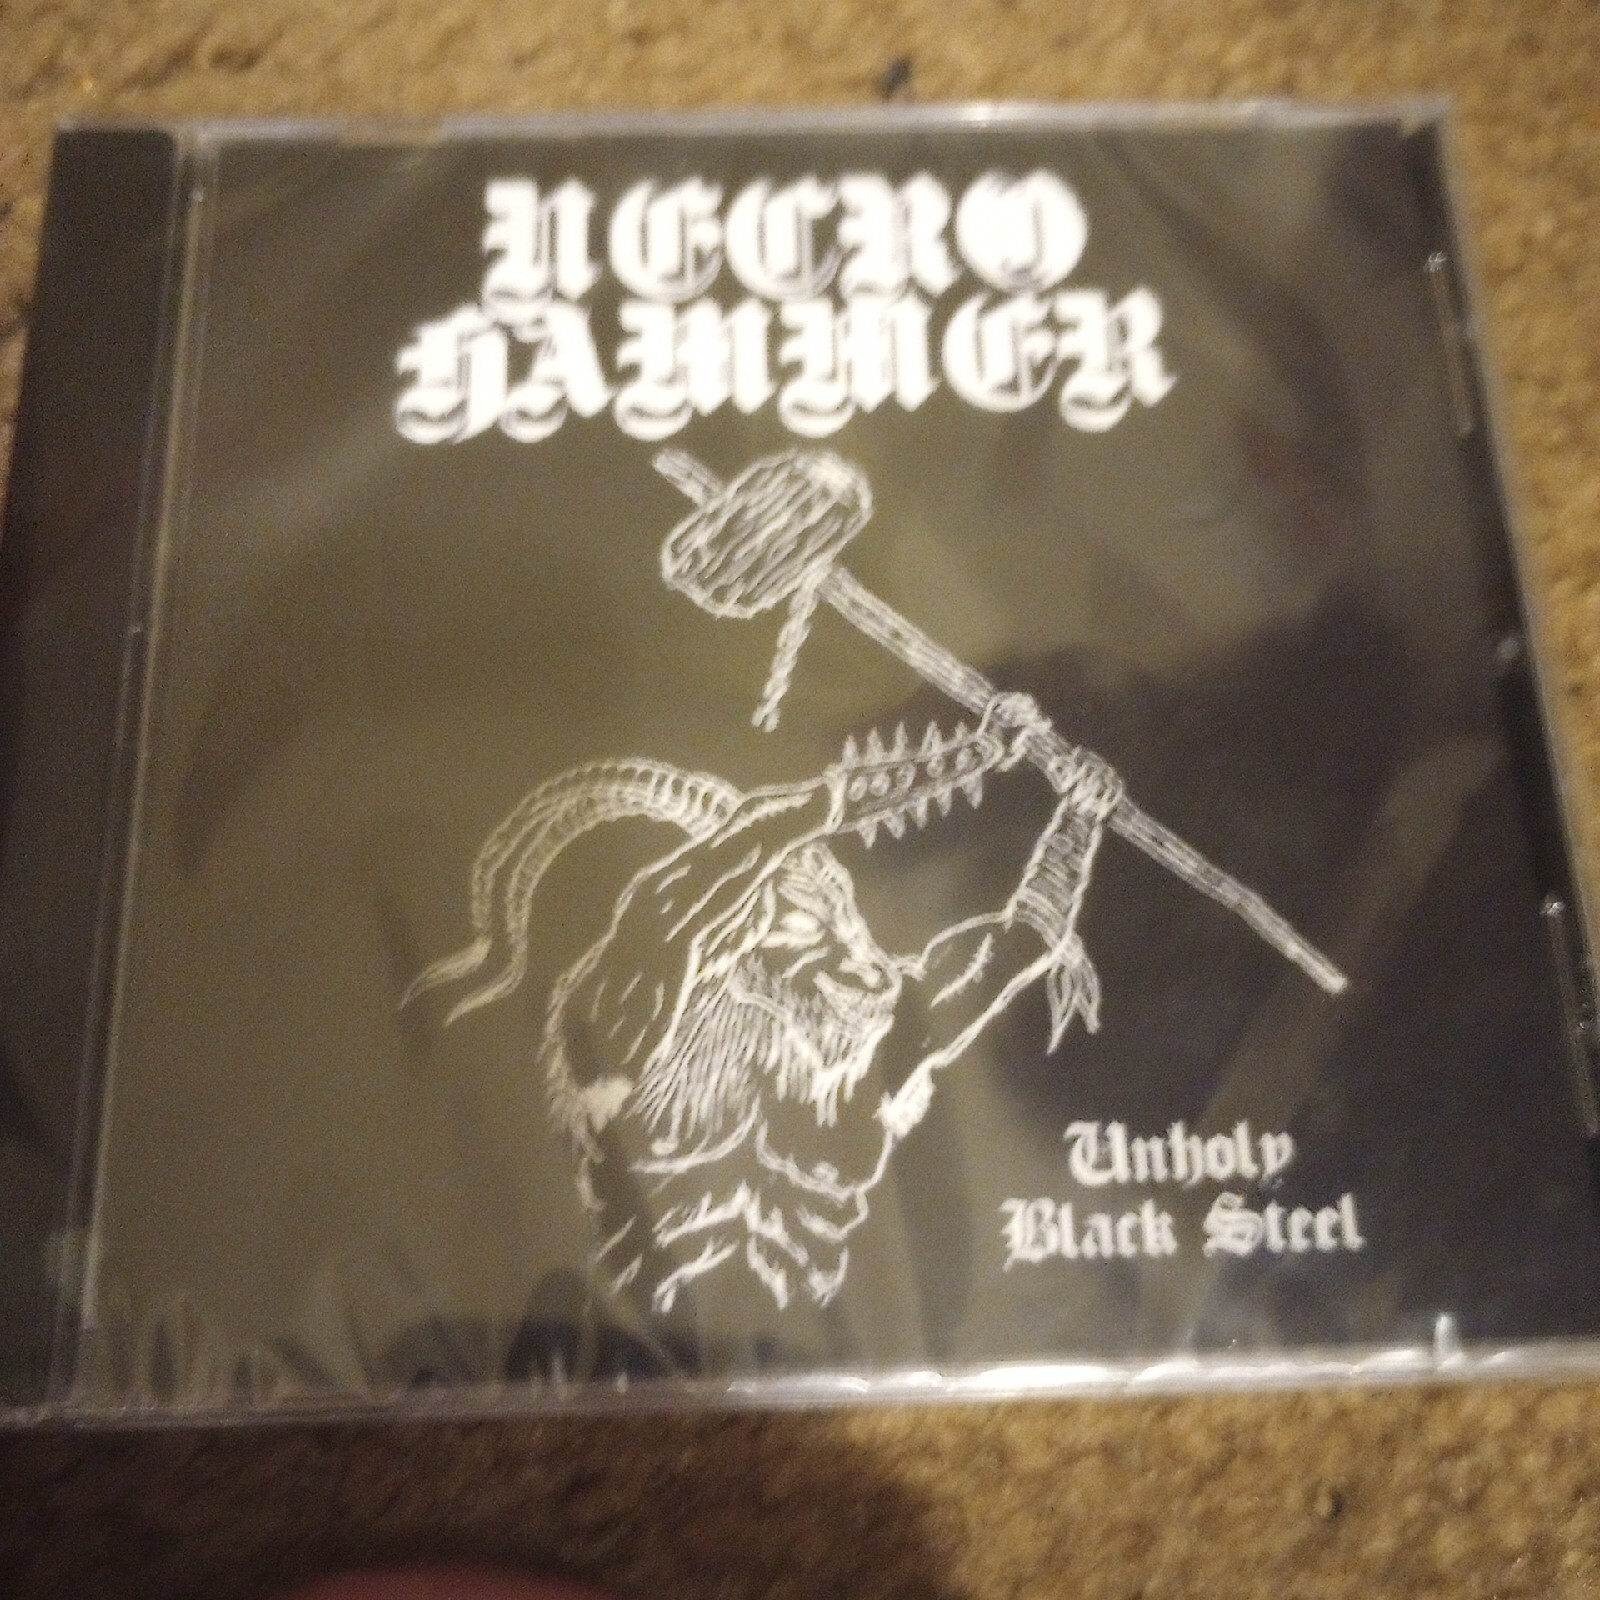 NECRO
HAMMER
Unholy
Black Steel